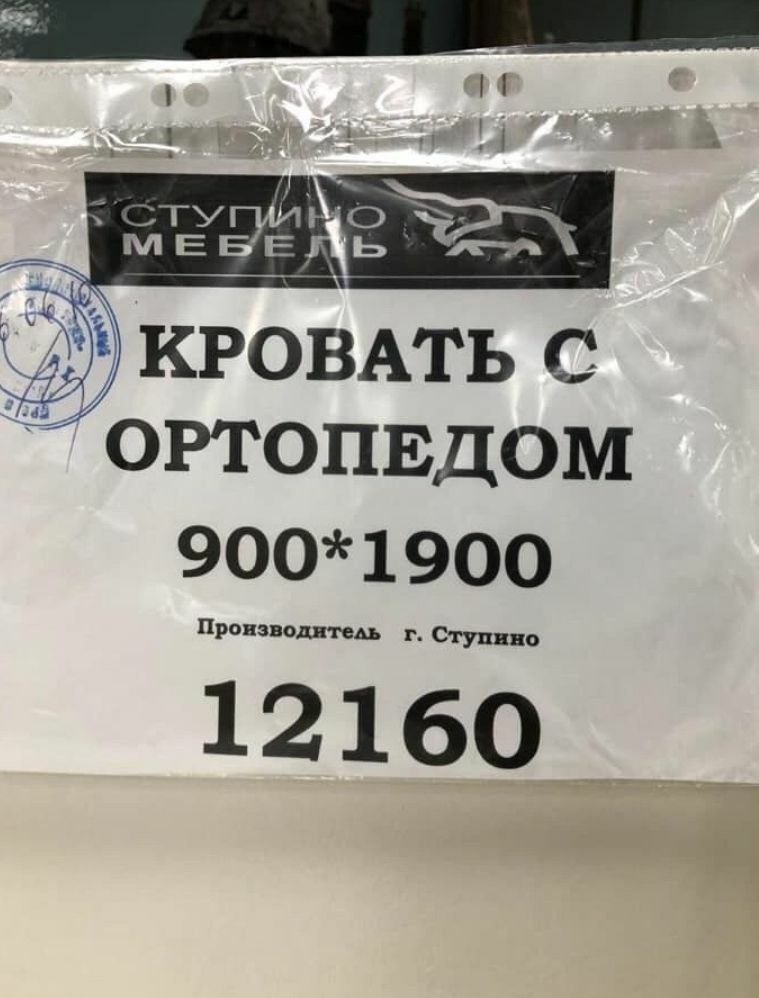 СТУПИНО
МЕБЕЛЬ
КРОВАТЬ С
ОРТОПЕДОМ
900*1900
Производитель г. Ступино
12160